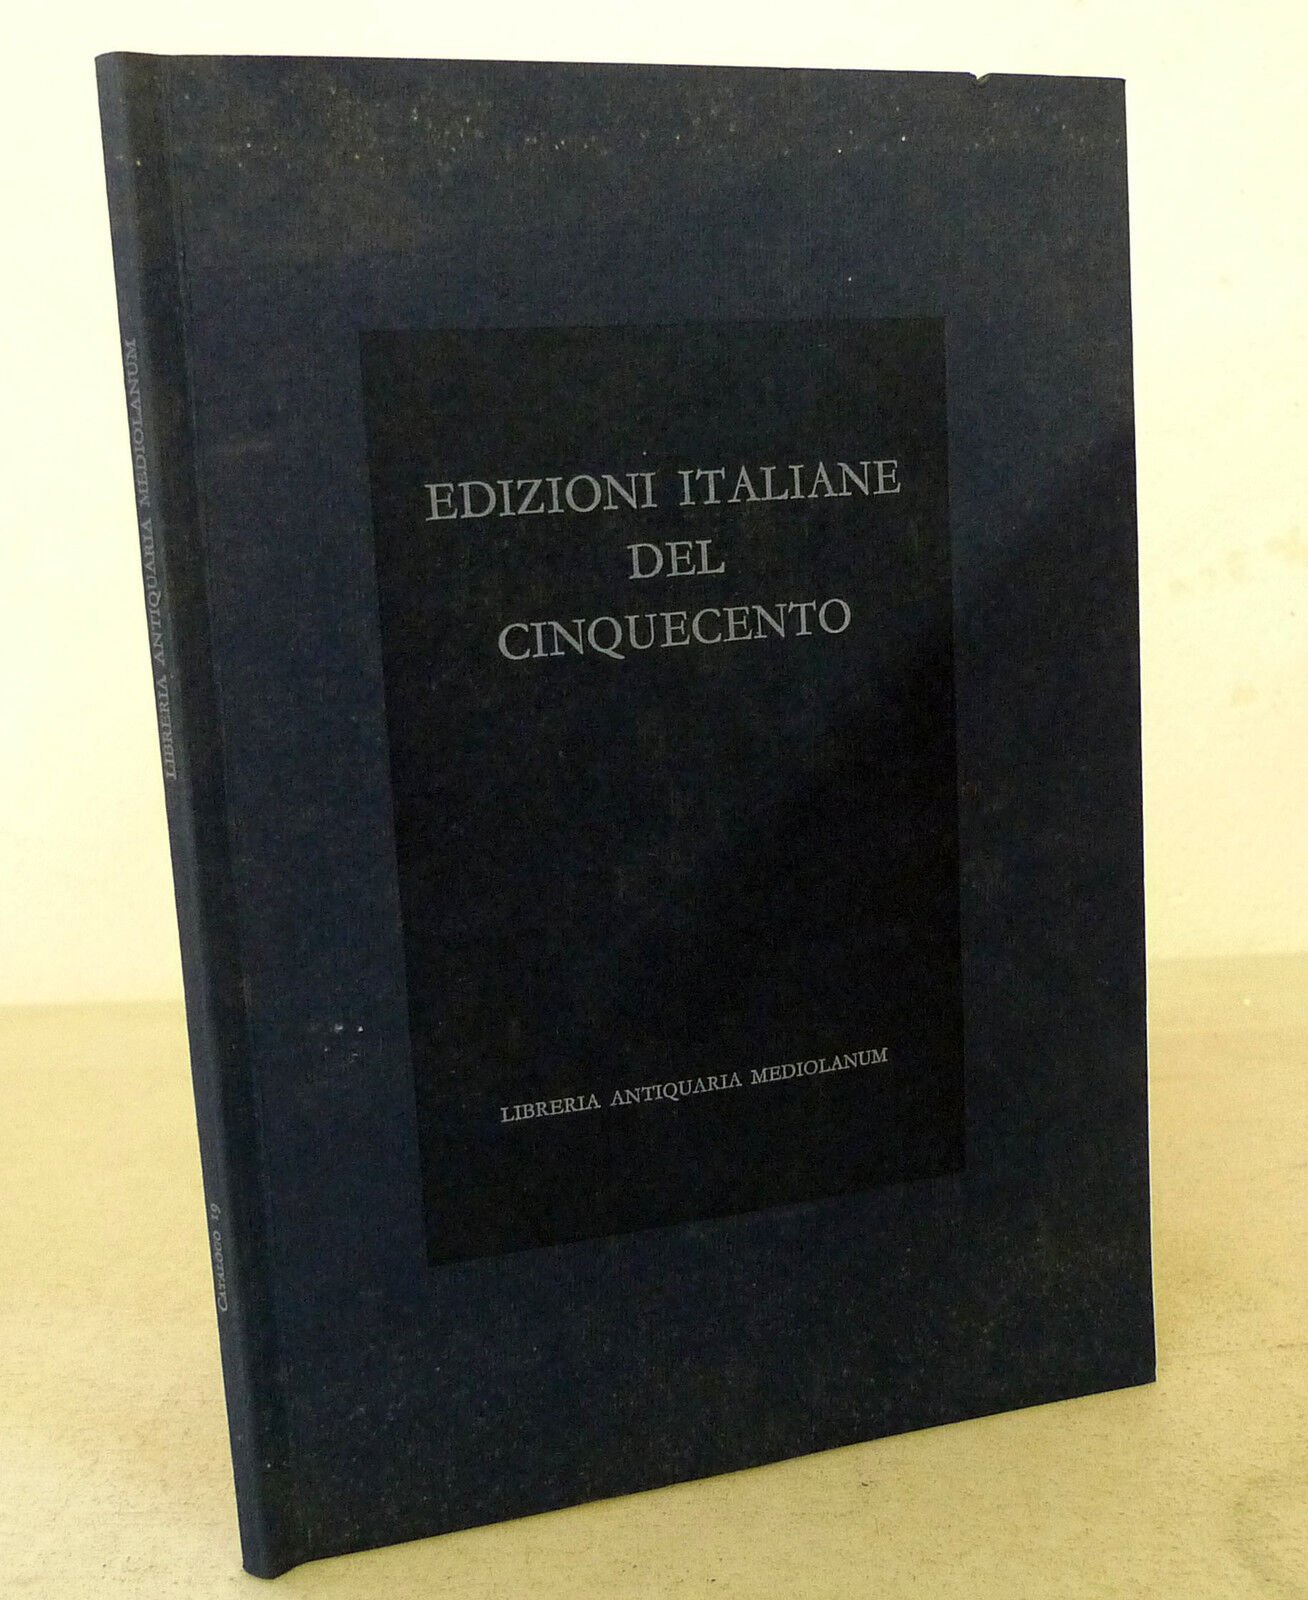 EDIZIONI ITALIANE
DEL
CINQUECENTO
LIBRERIA ANTIQUARIA MEDIOLANUM
LIBRERIA ANTIQUARIA MEDIOLANUM
CATALOGO 19